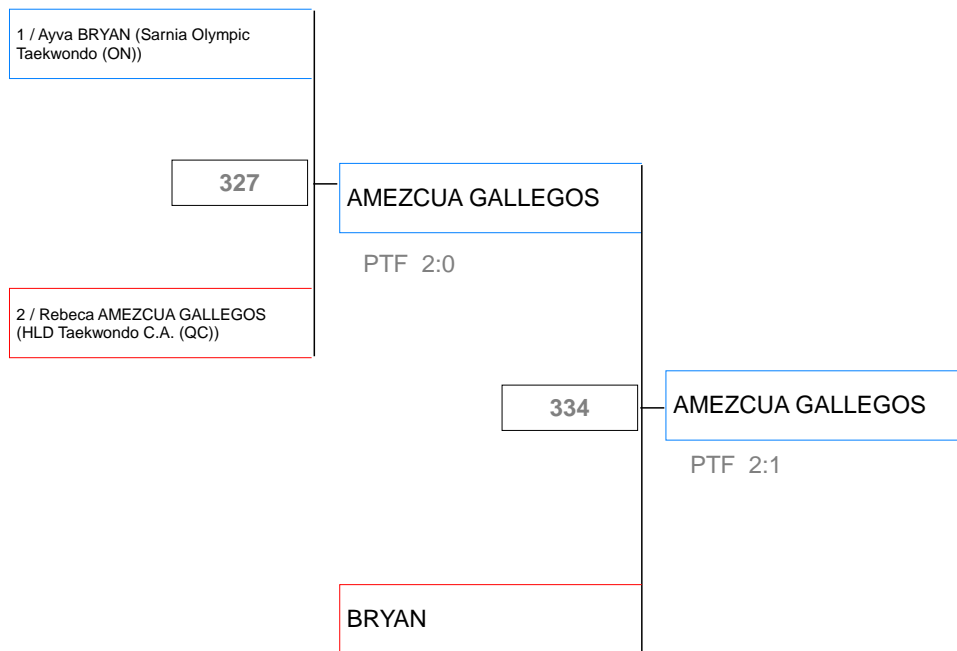 1 / Ayva BRYAN (Sarnia Olympic
Taekwondo (ON))
327
AMEZCUA GALLEGOS
PTF 2:0
2 / Rebeca AMEZCUA GALLEGOS
(HLD Taekwondo C.A. (QC))
334
AMEZCUA GALLEGOS
PTF 2:1
BRYAN